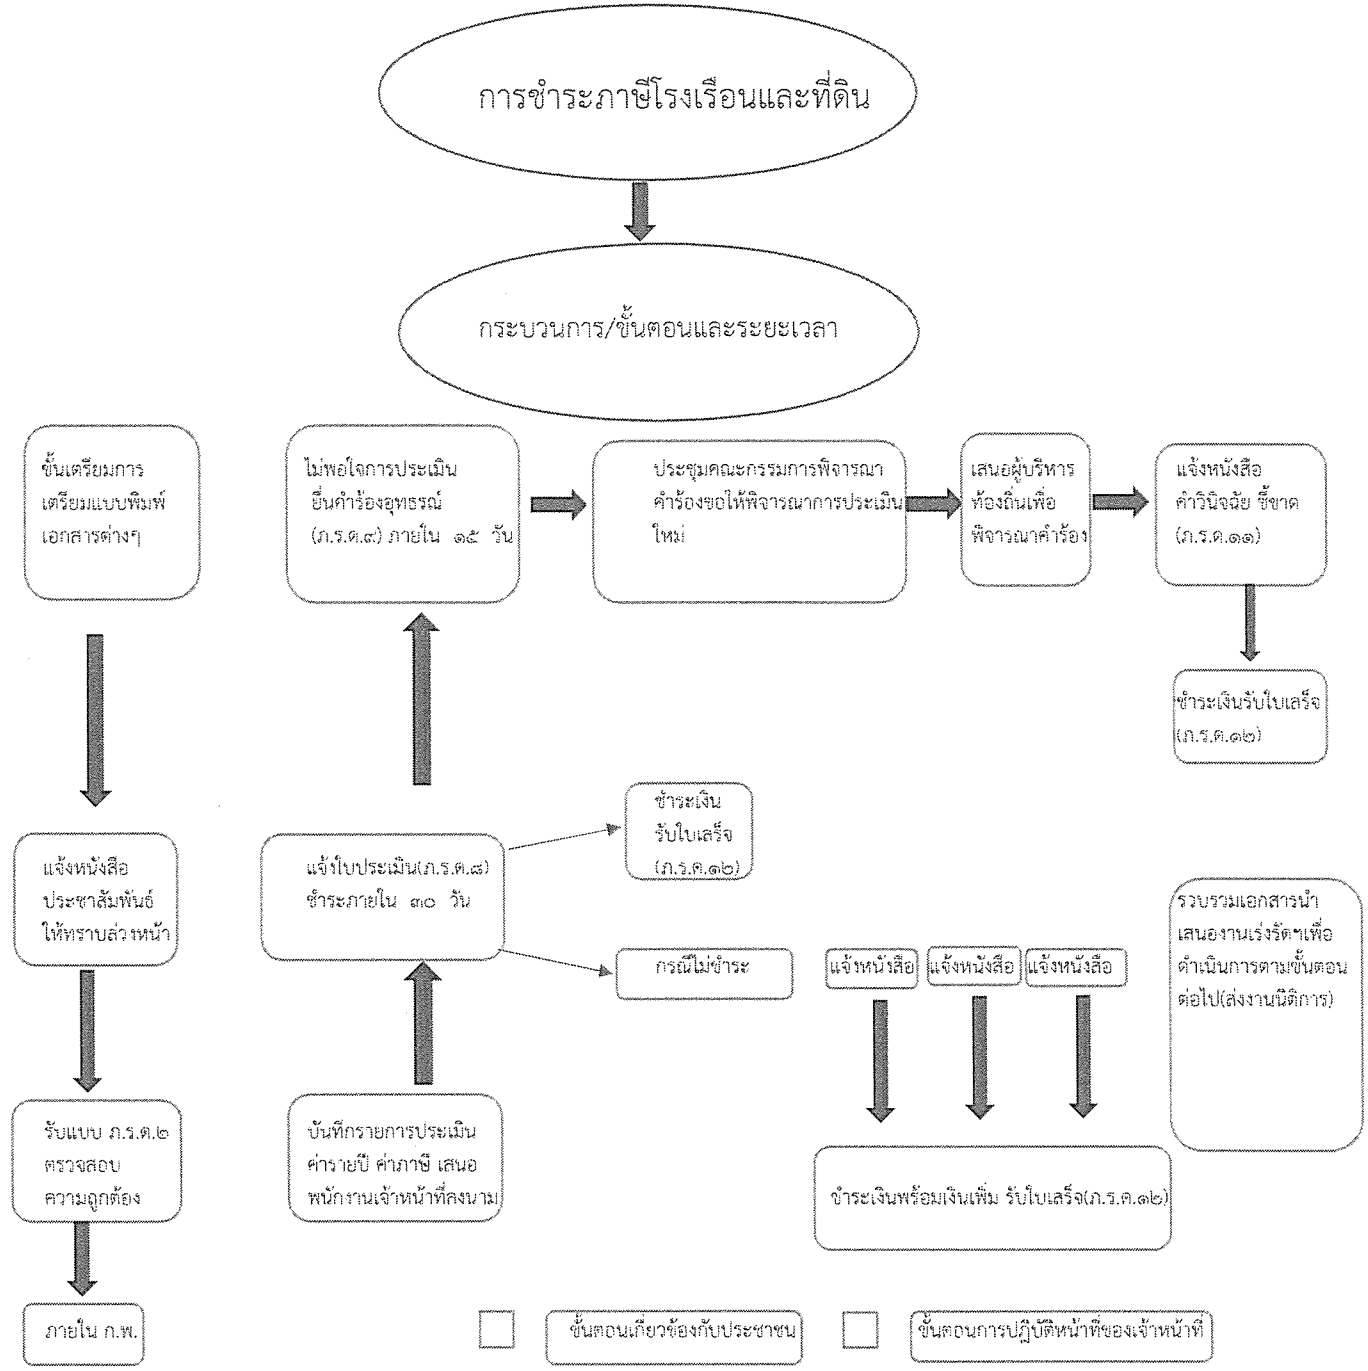 การชำระภาษีโรงเรือนและที่ดิน
กระบวนการ/ขั้นตอนและระยะเวลา
ขั้นเตรียมการ
เตรียมแบบพิมพ์
เอกสารต่างๆ
ไม่พอใจการประเมิน
ยื่นคำร้องอุทธรณ์
(ภ.ร.ด.๙) ภายใน ๑๕ วัน
ประชุมคณะกรรมการพิจารณา
คำร้องขอให้พิจารณาการประเมิน
ใหม่
เสนอผู้บริหาร
ท้องถิ่นเพื่อ
พิจารณาคำร้อง
แจ้งหนังสือ
คำวินิจฉัย ชี้ขาด
(ภ.ร.ด.๑๑)
ชำระเงินรับใบเสร็จ
(ภ.ร.ด.๑๒)
แจ้งหนังสือ
ประชาสัมพันธ์
ให้ทราบล่วงหน้า
แจ้งใบประเมิน(ภ.ร.ด.๘)
ชำระภายใน ๓๐ วัน
ชำระเงิน
รับใบเสร็จ
(ภ.ร.ด.๑๒)
กรณีไม่ชำระ
แจ้งหนังสือ
แจ้งหนังสือ
แจ้งหนังสือ
รวบรวมเอกสารนำ
เสนองานเร่งรัดฯเพื่อ
ดำเนินการตามขั้นตอน
ต่อไป(ส่งงานนิติการ)
รับแบบ ภ.ร.ด.๒
ตรวจสอบ
ความถูกต้อง
บันทึกรายการประเมิน
ค่ารายปี ค่าภาษี เสนอ
พนักงานเจ้าหน้าที่ลงนาม
ชำระเงินพร้อมเงินเพิ่ม รับใบเสร็จ(ภ.ร.ด.๑๒)
ภายใน ก.พ.
ขั้นตอนเกี่ยวข้องกับประชาชน
ขั้นตอนการปฏิบัติหน้าที่ของเจ้าหน้าที่